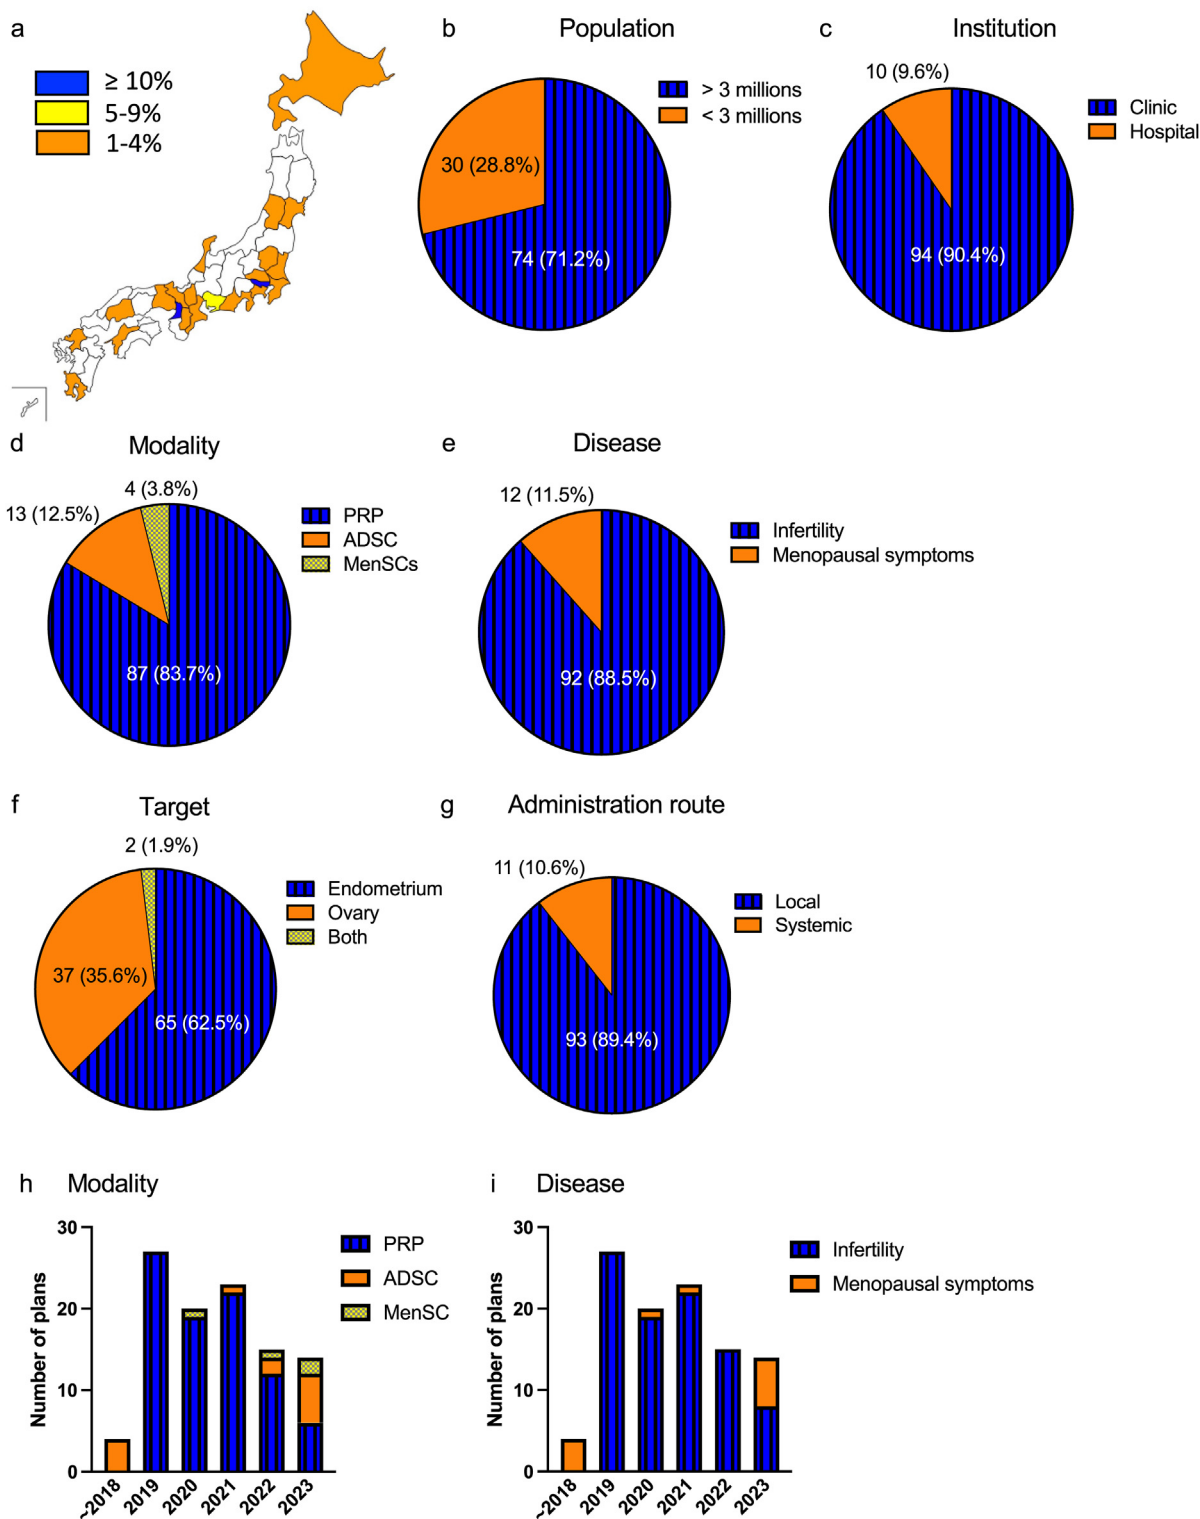 a
≥ 10%
5-9%
1-4%
b
Population
> 3 millions
< 3 millions
30 (28.8%)
74 (71.2%)
c
Institution
10 (9.6%)
Clinic
Hospital
94 (90.4%)
d
Modality
4 (3.8%)
13 (12.5%)
PRP
ADSC
MenSCs
87 (83.7%)
e
Disease
12 (11.5%)
Infertility
Menopausal symptoms
92 (88.5%)
f
Target
2 (1.9%)
Endometrium
Ovary
Both
37 (35.6%)
65 (62.5%)
g
Administration route
11 (10.6%)
Local
Systemic
93 (89.4%)
h
Modality
Number of plans
30
20
10
0
~2018
2019
2020
2021
2022
2023
PRP
ADSC
MenSC
i
Disease
Number of plans
30
20
10
0
~2018
2019
2020
2021
2022
2023
Infertility
Menopausal symptoms